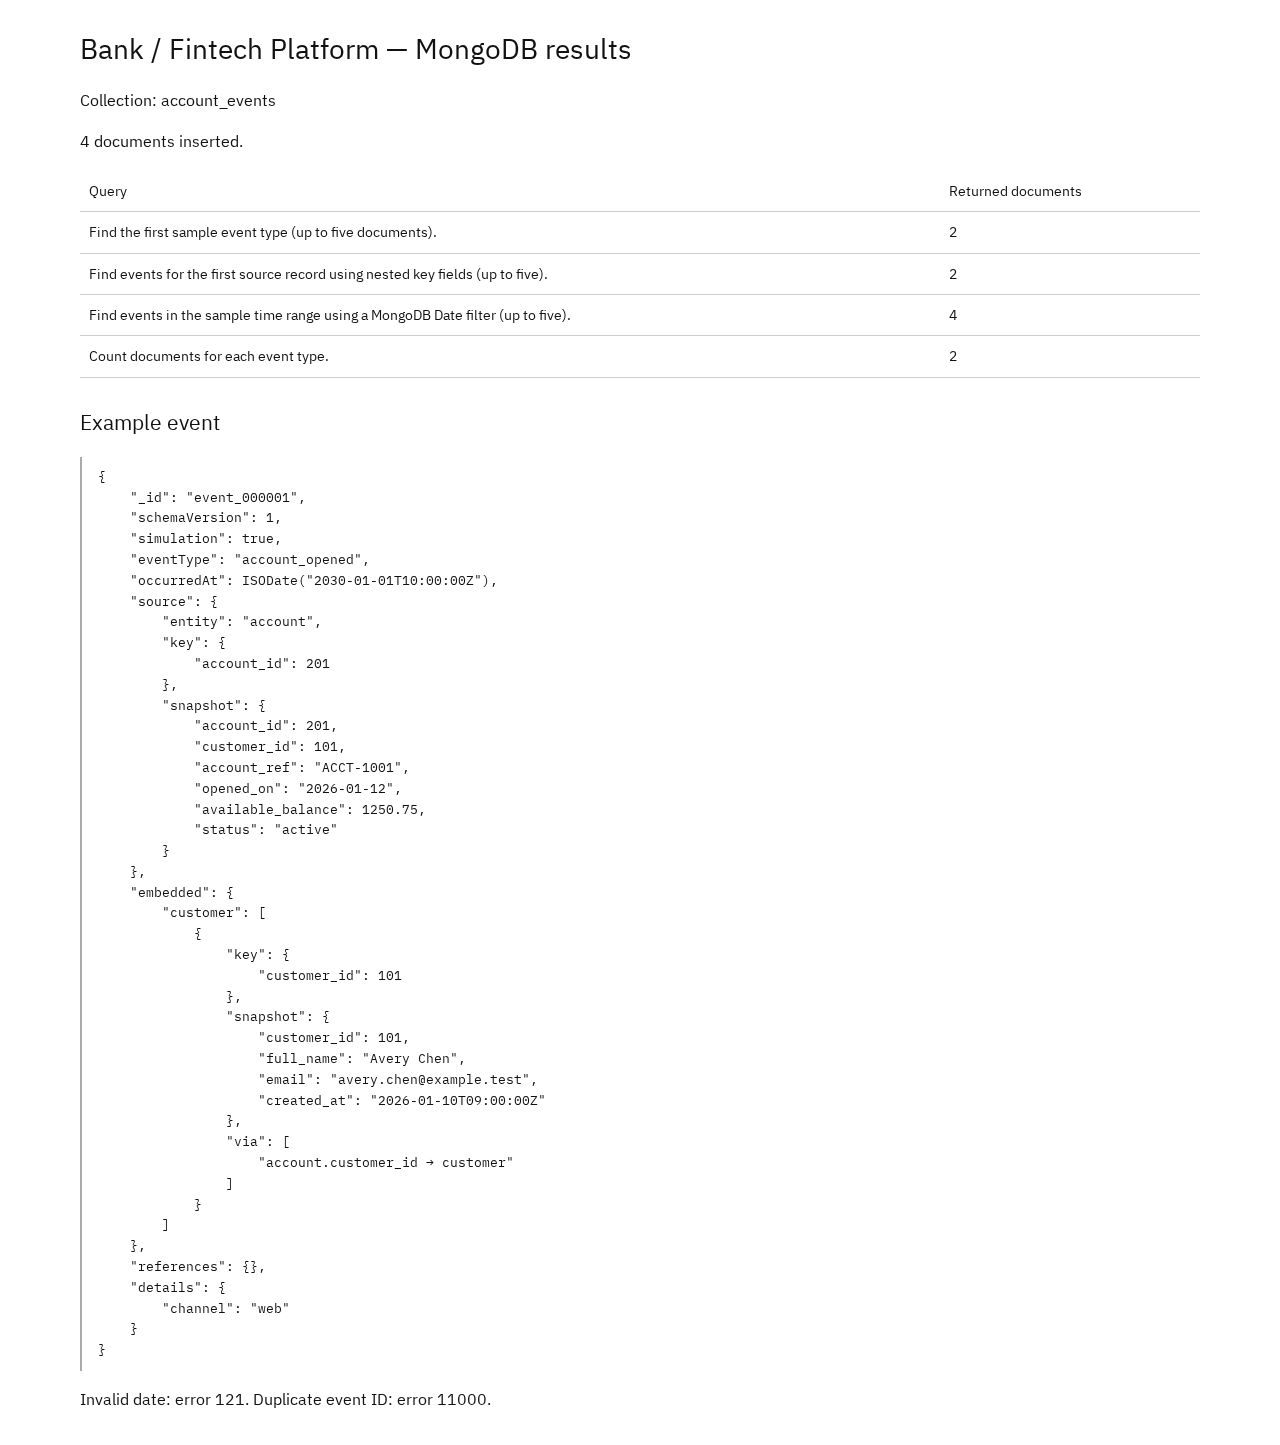 Bank / Fintech Platform — MongoDB results
Collection: account_events
4 documents inserted.
Query Returned documents
Find the first sample event type (up to five documents). 2
Find events for the first source record using nested key fields (up to five). 2
Find events in the sample time range using a MongoDB Date filter (up to five). 4
Count documents for each event type. 2
Example event
{
    "_id": "event_000001",
    "schemaVersion": 1,
    "simulation": true,
    "eventType": "account_opened",
    "occurredAt": ISODate("2030-01-01T10:00:00Z"),
    "source": {
        "entity": "account",
        "key": {
            "account_id": 201
        },
        "snapshot": {
            "account_id": 201,
            "customer_id": 101,
            "account_ref": "ACCT-1001",
            "opened_on": "2026-01-12",
            "available_balance": 1250.75,
            "status": "active"
        }
    },
    "embedded": {
        "customer": [
            {
                "key": {
                    "customer_id": 101
                },
                "snapshot": {
                    "customer_id": 101,
                    "full_name": "Avery Chen",
                    "email": "avery.chen@example.test",
                    "created_at": "2026-01-10T09:00:00Z"
                },
                "via": [
                    "account.customer_id → customer"
                ]
            }
        ]
    },
    "references": {},
    "details": {
        "channel": "web"
    }
}
Invalid date: error 121. Duplicate event ID: error 11000.